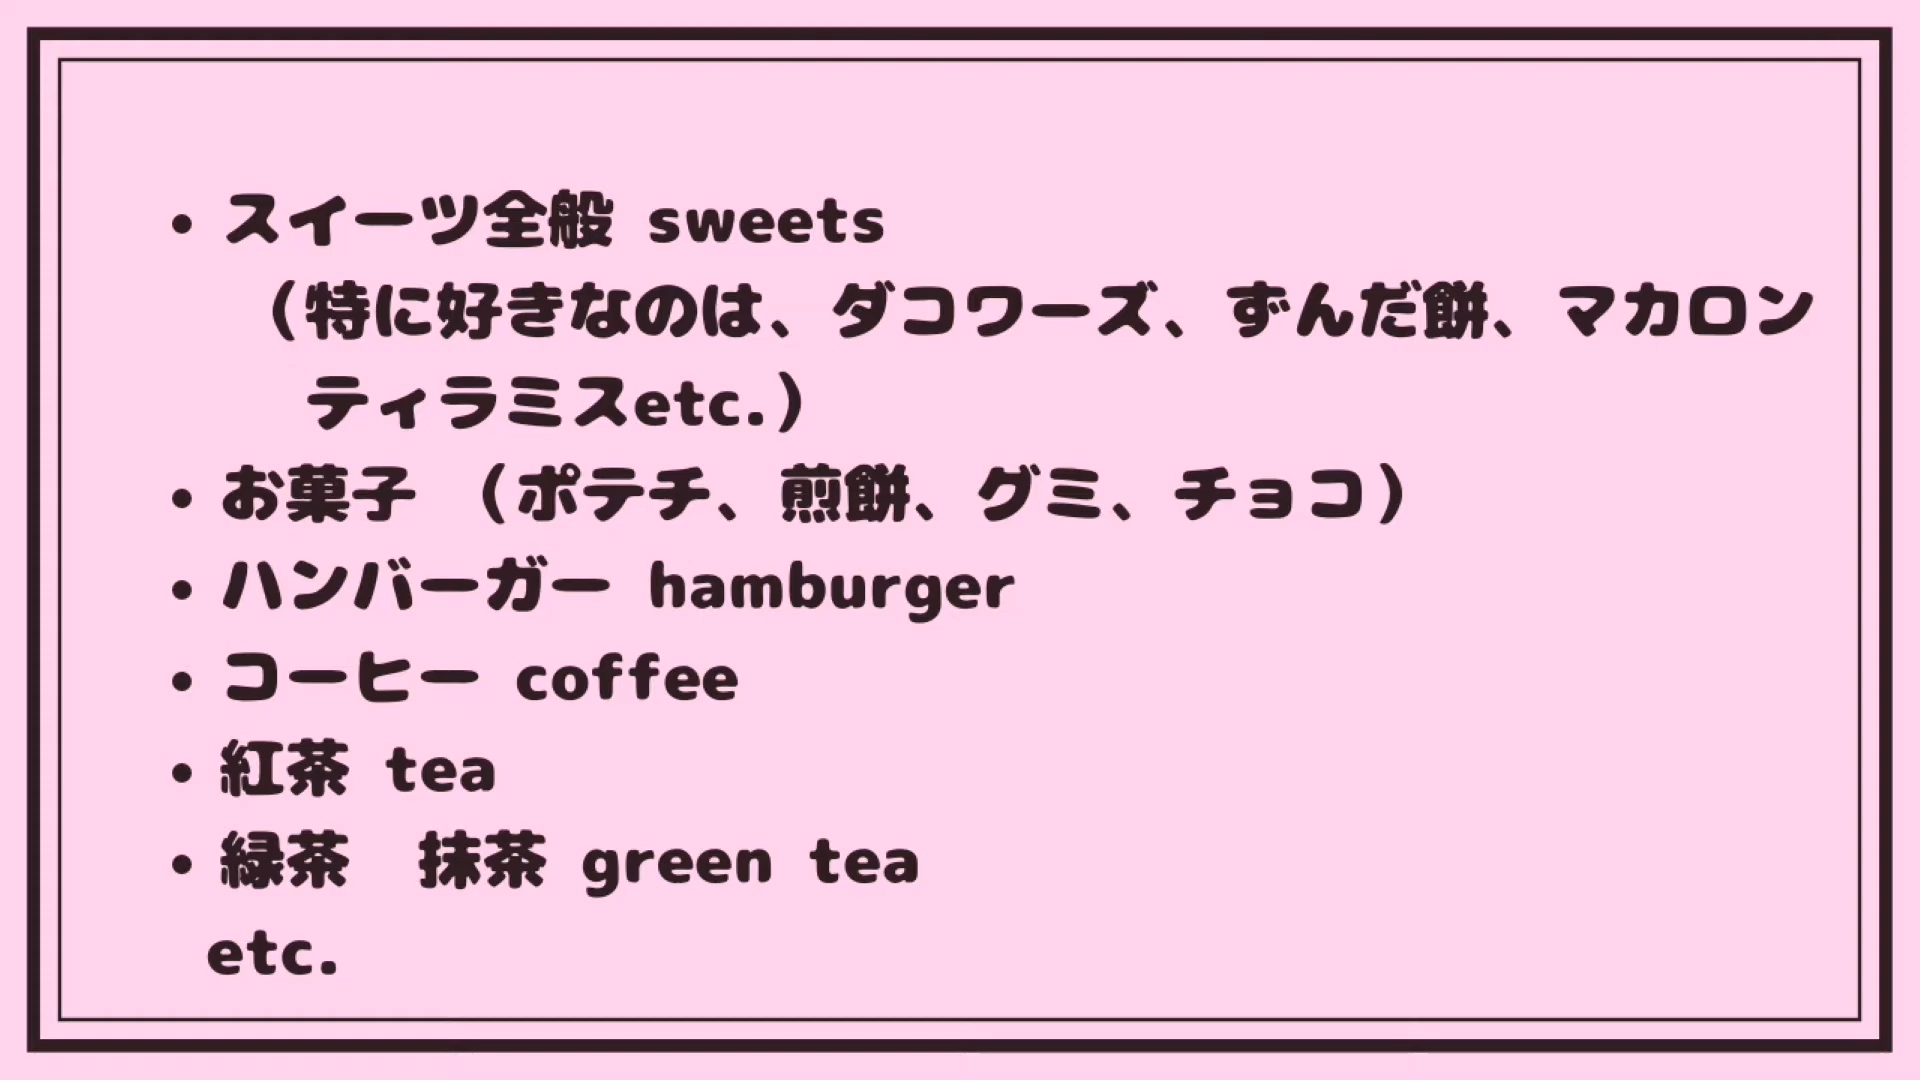 • スイーツ全般 sweets
（特に好きなのは、ダコワーズ、ずんだ餅、マカロン
ティラミスetc.）
• お菓子 （ポテチ、煎餅、グミ、チョコ）
• ハンバーガー hamburger
• コーヒー coffee
• 紅茶 tea
• 緑茶　抹茶 green tea
etc.